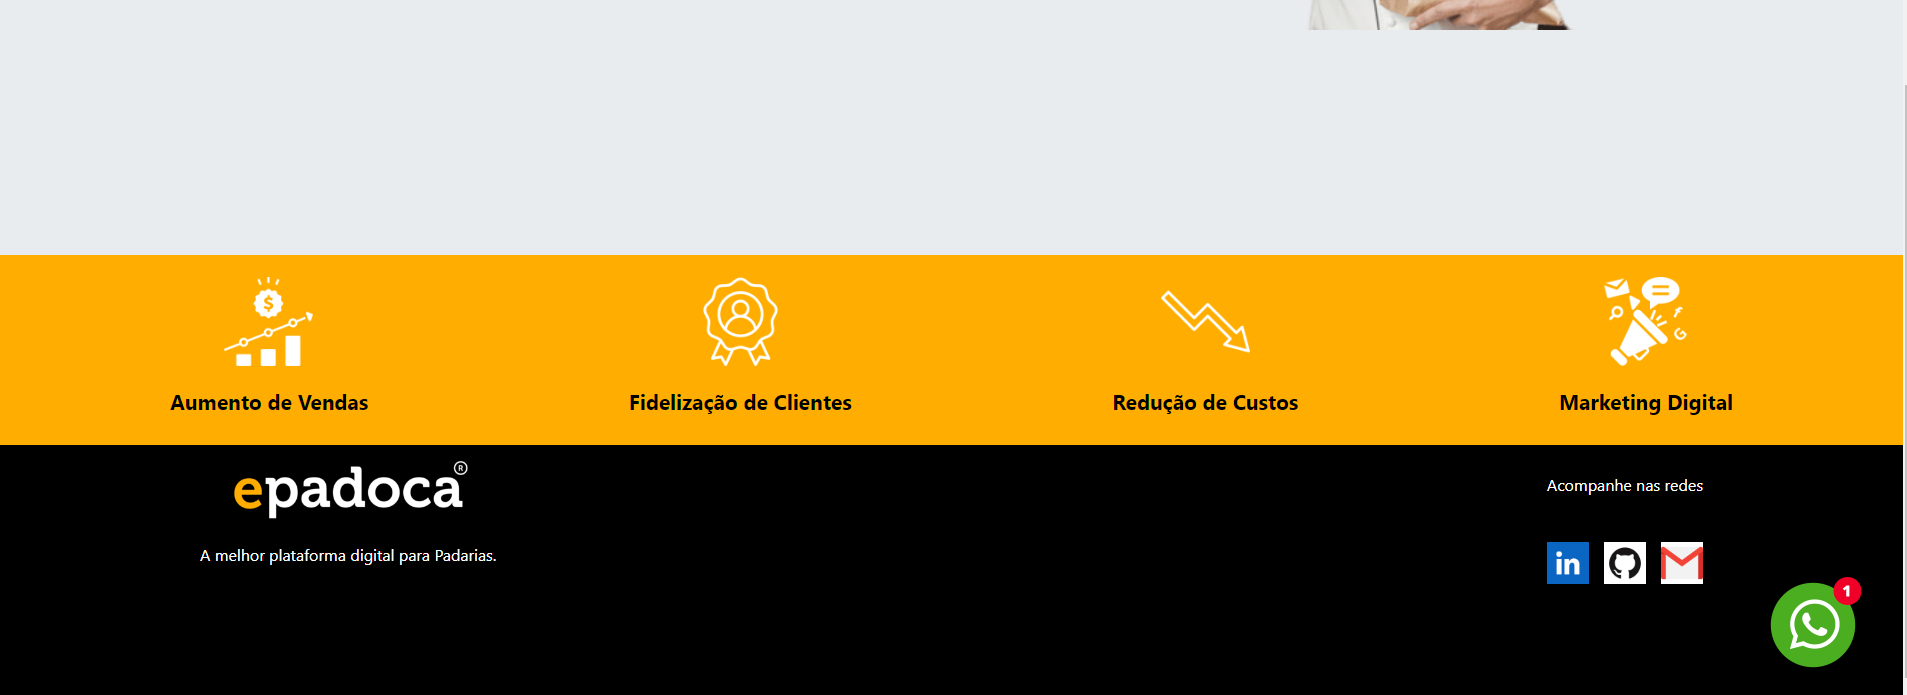 Aumento de Vendas
Fidelização de Clientes
Redução de Custos
Marketing Digital
epadoca®
Acompanhe nas redes
A melhor plataforma digital para Padarias.
in
1